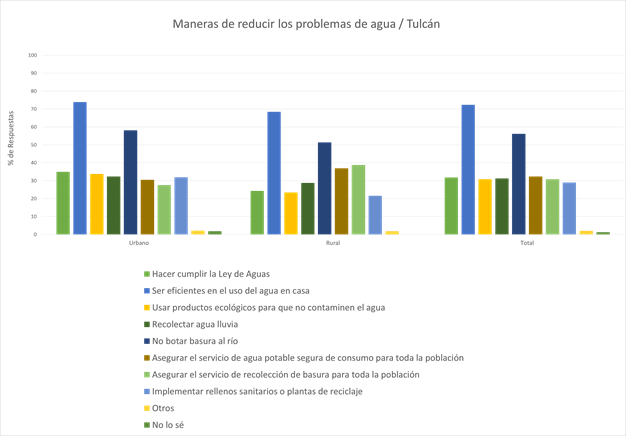 Maneras de reducir los problemas de agua / Tulcán
% de Respuestas
100
90
80
70
60
50
40
30
20
10
0
Urbano Rural Total
Hacer cumplir la Ley de Aguas
Ser eficientes en el uso del agua en casa
Usar productos ecológicos para que no contaminen el agua
Recolectar agua lluvia
No botar basura al río
Asegurar el servicio de agua potable segura de consumo para toda la población
Asegurar el servicio de recolección de basura para toda la población
Implementar rellenos sanitarios o plantas de reciclaje
Otros
No lo sé